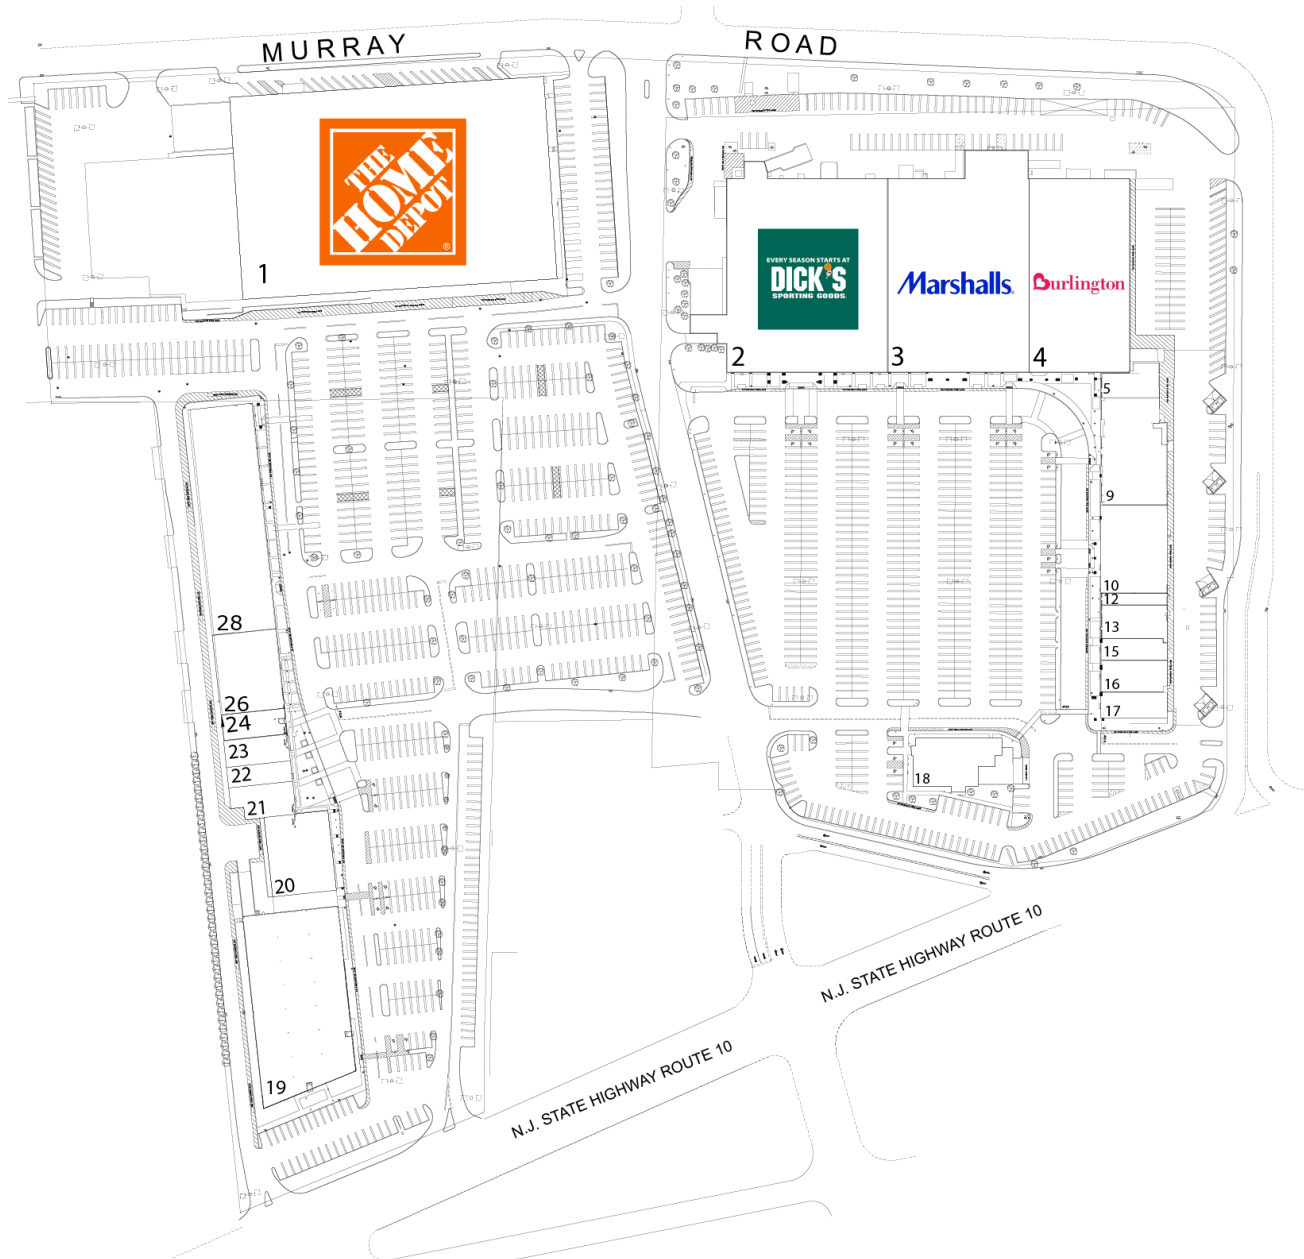 MURRAY ROAD
THE
HOME
DEPOT
®
1
EVERY SEASON STARTS AT
DICK'S
SPORTING GOODS
Marshalls
Burlington
2
3
4
5
9
10
12
13
15
16
17
18
28
26
24
23
22
21
20
19
N.J. STATE HIGHWAY ROUTE 10
N.J. STATE HIGHWAY ROUTE 10